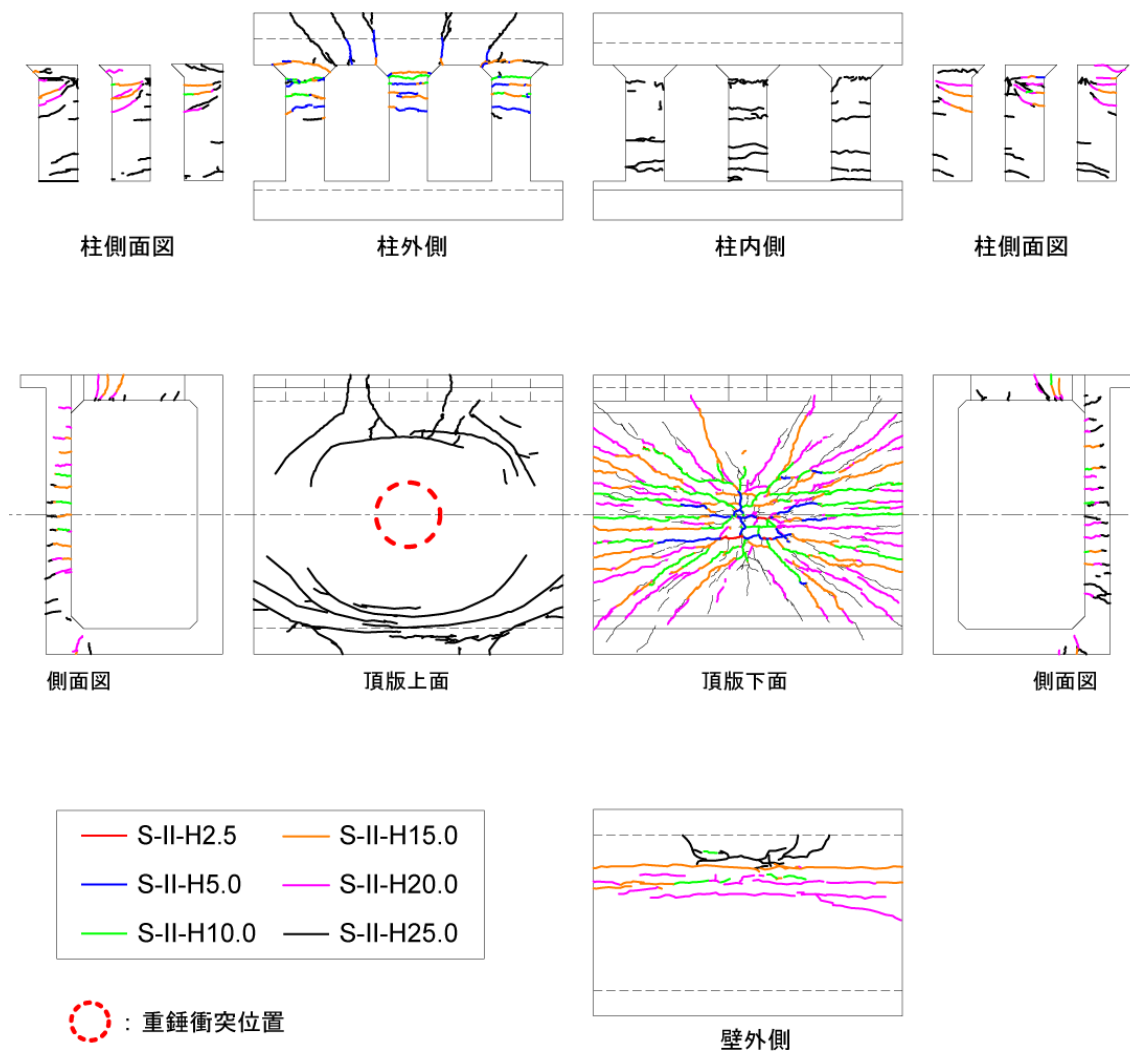 柱側面図
柱外側
柱内側
柱側面図
側面図
頂版上面
頂版下面
側面図
S-II-H2.5
S-II-H15.0
S-II-H5.0
S-II-H20.0
S-II-H10.0
S-II-H25.0
：重錘衝突位置
壁外側